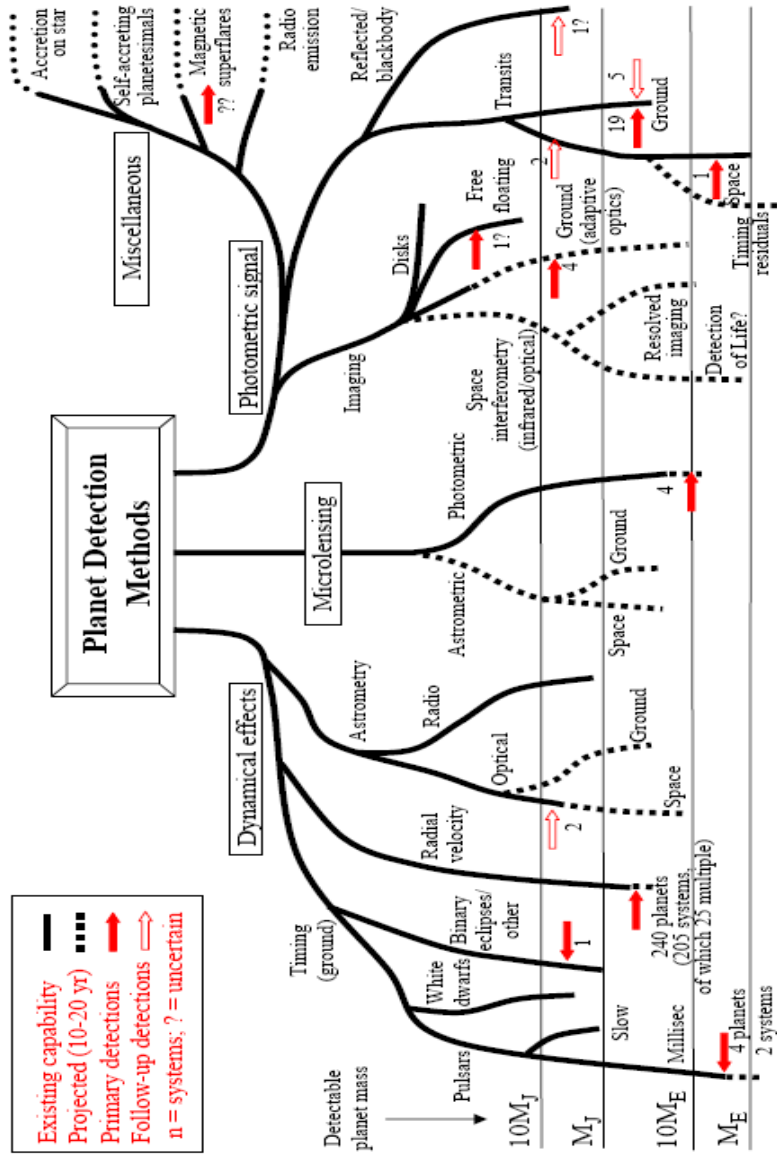 Planet Detection
Methods
Existing capability
Projected (10-20 yr)
Primary detections
Follow-up detections
n = systems; ? = uncertain
Dynamical effects
Microlensing
Photometric signal
Miscellaneous
Accretion
on star
Self-accreting
planetesimals
Magnetic
superflares
??
Radio
emission
Detectable
planet mass
10MJ
MJ
10ME
ME
Timing
(ground)
Pulsars
White
dwarfs
Binary
eclipses/
other
1
Slow
Millisec
4 planets
2 systems
Radial
velocity
240 planets
(205 systems,
of which 25 multiple)
Astrometry
Radio
Optical
2
Ground
Space
Astrometric
Photometric
Space
Ground
4
Imaging
Disks
Free
floating
1?
Ground
(adaptive
optics)
4
Space
interferometry
(infrared/optical)
Resolved
imaging
Detection
of Life?
Reflected/
blackbody
1?
Transits
2
19
5
Ground
1
Space
Timing
residuals